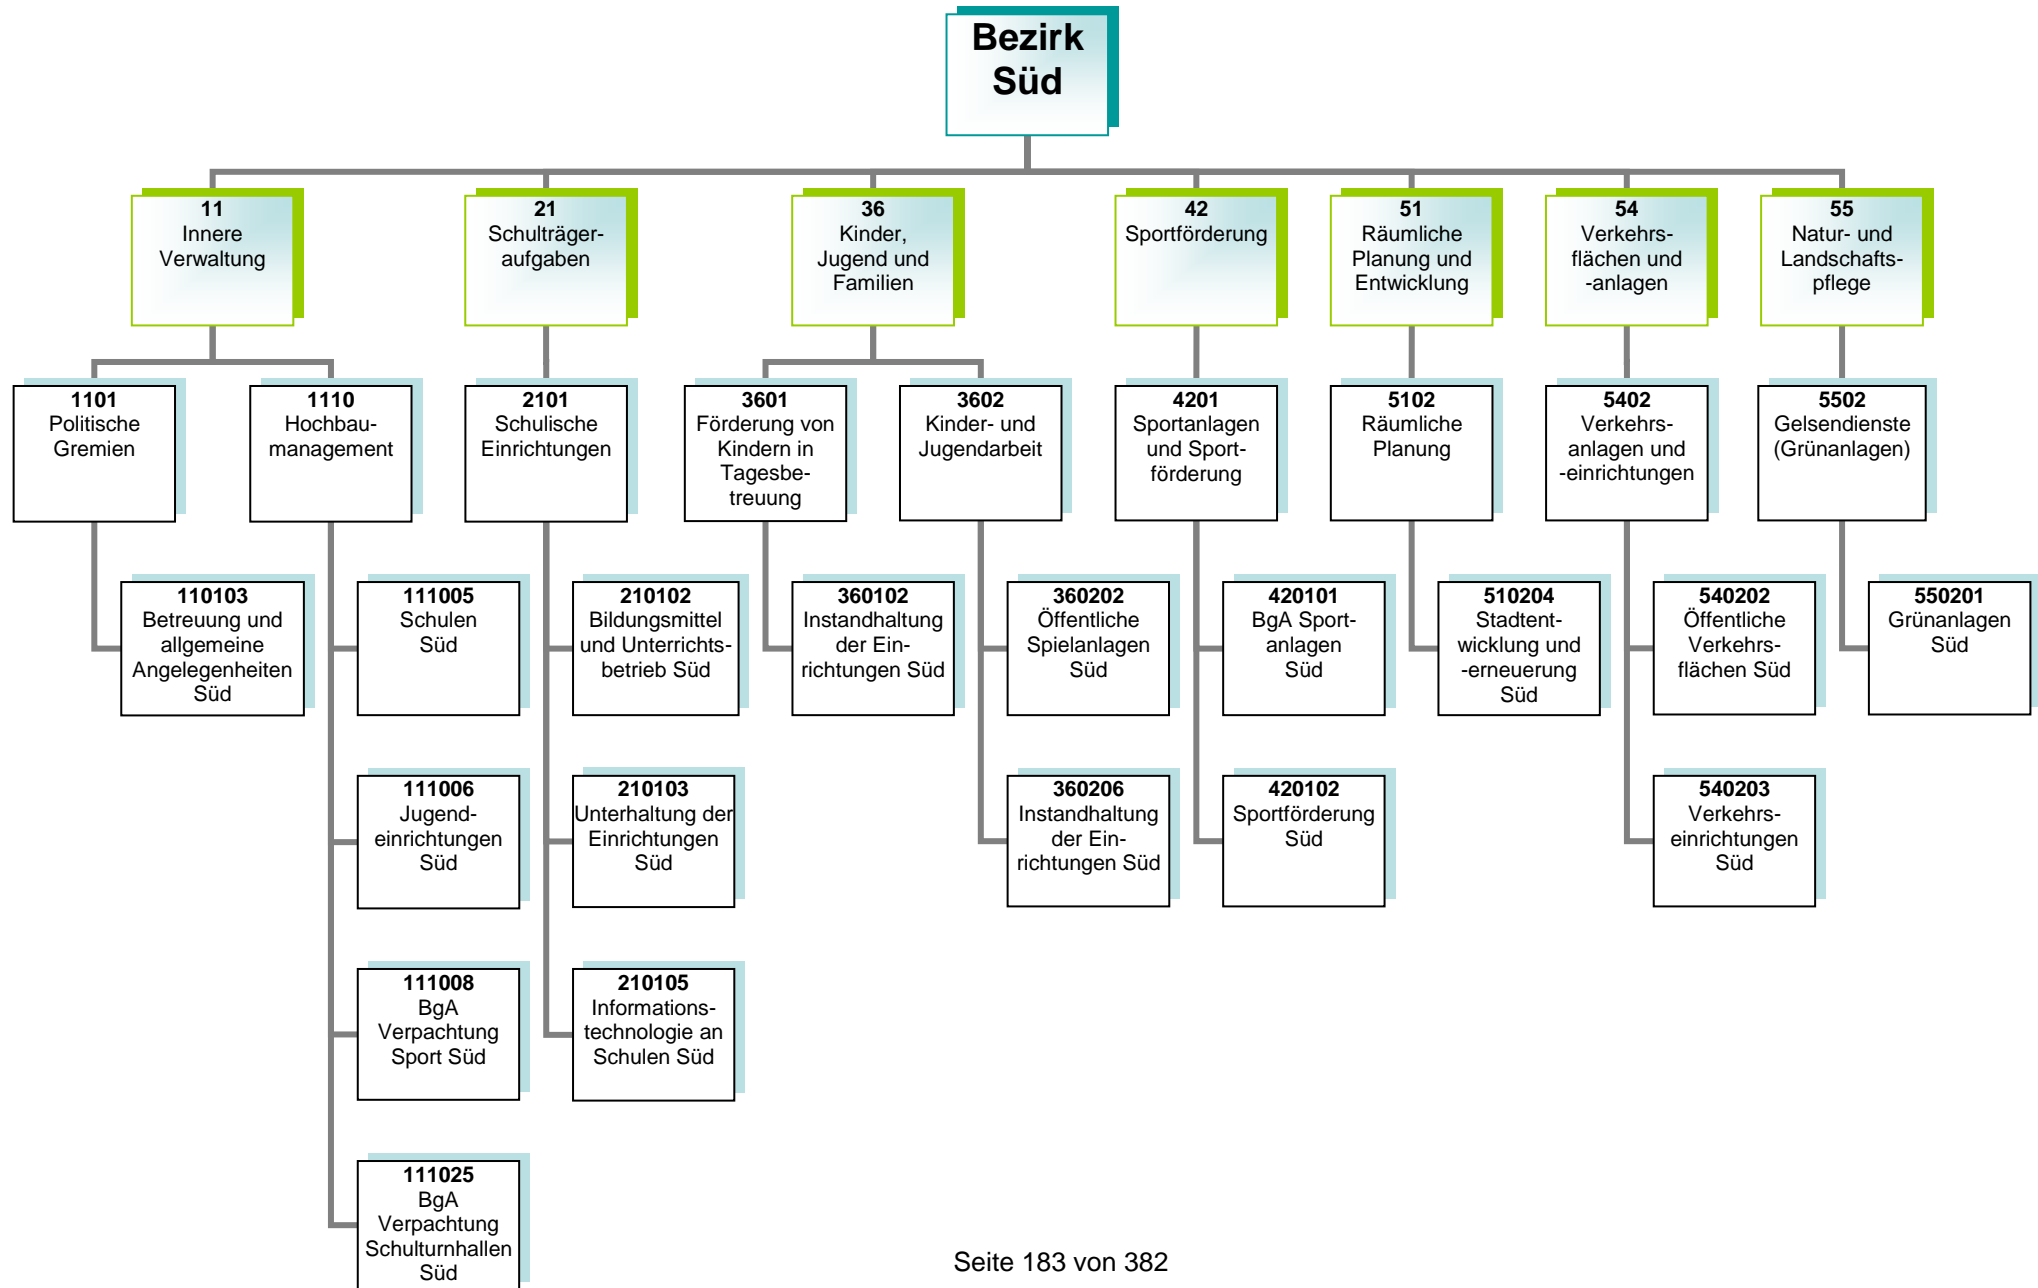 Bezirk
Süd
11
Innere
Verwaltung
21
Schulträger-
aufgaben
36
Kinder,
Jugend und
Familien
42
Sportförderung
51
Räumliche
Planung und
Entwicklung
54
Verkehrs-
flächen und
-anlagen
55
Natur- und
Landschafts-
pflege
1101
Politische
Gremien
1110
Hochbau-
management
2101
Schulische
Einrichtungen
3601
Förderung von
Kindern in
Tagesbe-
treuung
3602
Kinder- und
Jugendarbeit
4201
Sportanlagen
und Sport-
förderung
5102
Räumliche
Planung
5402
Verkehrs-
anlagen und
-einrichtungen
5502
Gelsendienste
(Grünanlagen)
110103
Betreuung und
allgemeine
Angelegenheiten
Süd
111005
Schulen
Süd
210102
Bildungsmittel
und Unterrichts-
betrieb Süd
360102
Instandhaltung
der Ein-
richtungen Süd
360202
Öffentliche
Spielanlagen
Süd
420101
BgA Sport-
anlagen
Süd
510204
Stadtent-
wicklung und
-erneuerung
Süd
540202
Öffentliche
Verkehrs-
flächen Süd
550201
Grünanlagen
Süd
111006
Jugend-
einrichtungen
Süd
210103
Unterhaltung der
Einrichtungen
Süd
360206
Instandhaltung
der Ein-
richtungen Süd
420102
Sportförderung
Süd
540203
Verkehrs-
einrichtungen
Süd
111008
BgA
Verpachtung
Sport Süd
210105
Informations-
technologie an
Schulen Süd
111025
BgA
Verpachtung
Schulturnhallen
Süd
Seite 183 von 382